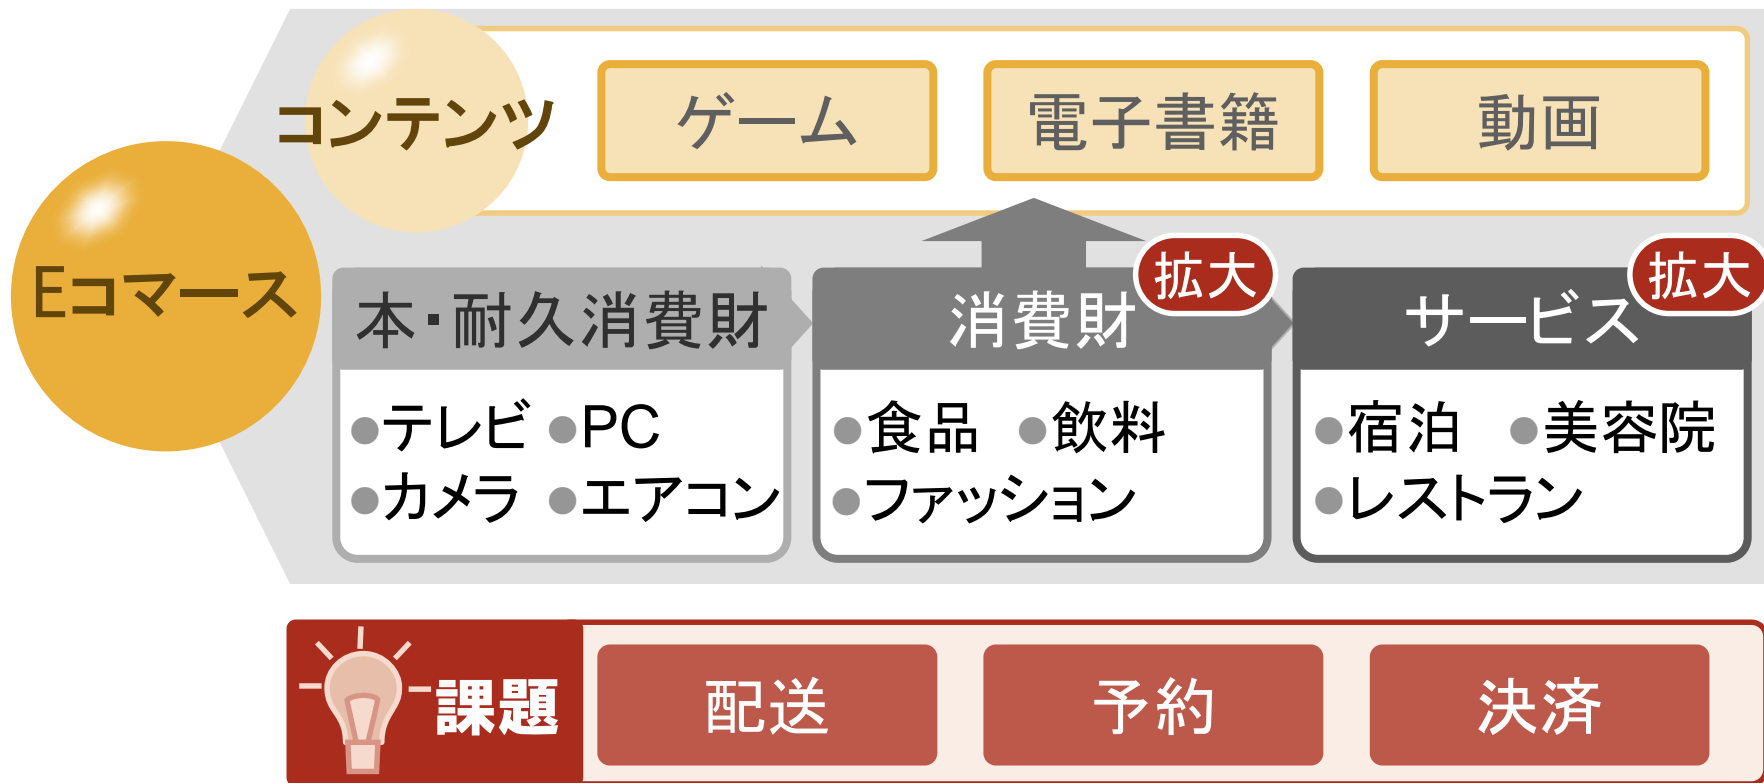 コンテンツ
ゲーム
電子書籍
動画
Eコマース
本・耐久消費財
●テレビ ●PC
●カメラ ●エアコン
消費財
拡大
●食品 ●飲料
●ファッション
サービス
拡大
●宿泊 ●美容院
●レストラン
課題
配送
予約
決済